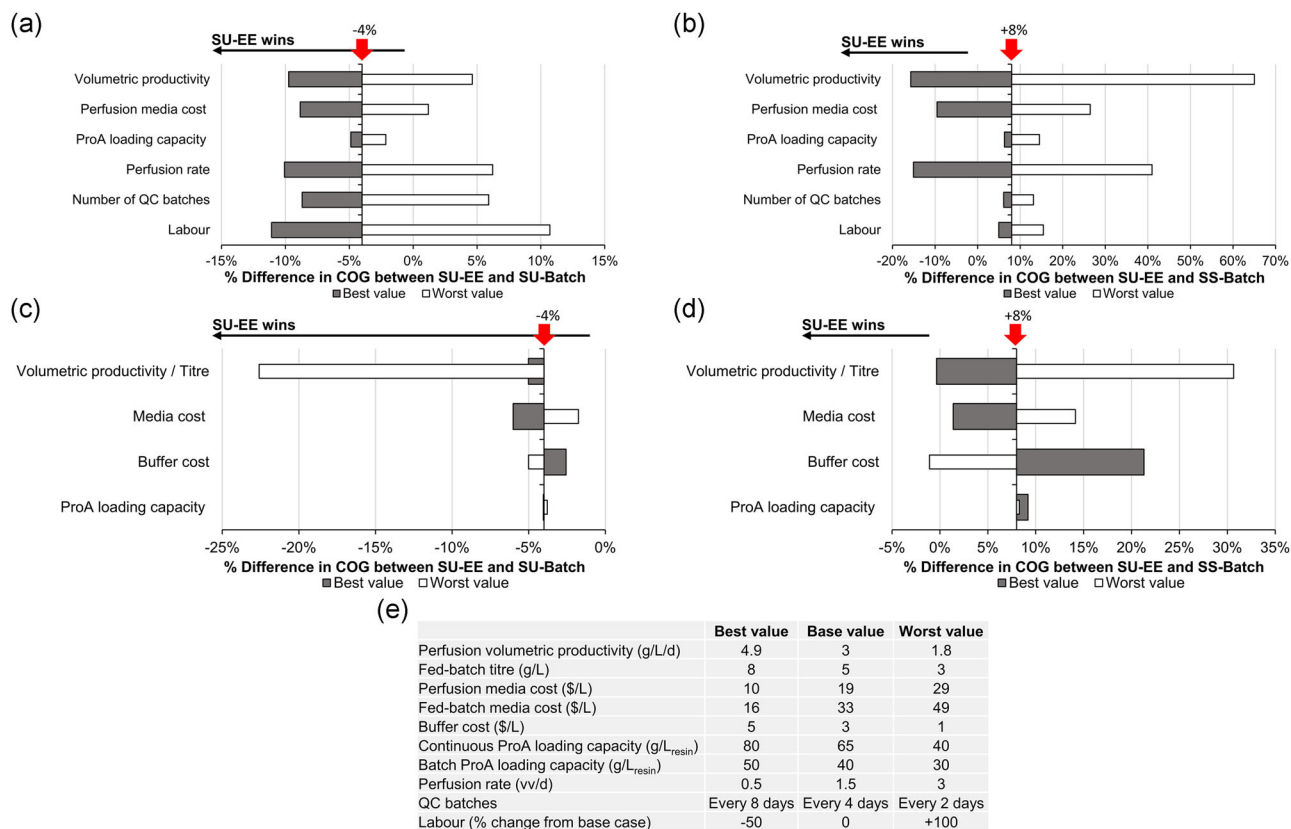 (a)
SU-EE wins
-4%
Volumetric productivity
Perfusion media cost
ProA loading capacity
Perfusion rate
Number of QC batches
Labour
-15% -10% -5% 0% 5% 10% 15%
% Difference in COG between SU-EE and SU-Batch
Best value Worst value
(b)
SU-EE wins
+8%
Volumetric productivity
Perfusion media cost
ProA loading capacity
Perfusion rate
Number of QC batches
Labour
-20% -10% 0% 10% 20% 30% 40% 50% 60% 70%
% Difference in COG between SU-EE and SS-Batch
Best value Worst value
(c)
SU-EE wins
-4%
Volumetric productivity / Titre
Media cost
Buffer cost
ProA loading capacity
-25% -20% -15% -10% -5% 0%
% Difference in COG between SU-EE and SU-Batch
Best value Worst value
(d)
SU-EE wins
+8%
Volumetric productivity / Titre
Media cost
Buffer cost
ProA loading capacity
-5% 0% 5% 10% 15% 20% 25% 30% 35%
% Difference in COG between SU-EE and SS-Batch
Best value Worst value
(e)
Best value Base value Worst value
Perfusion volumetric productivity (g/L/d) 4.9 3 1.8
Fed-batch titre (g/L) 8 5 3
Perfusion media cost ($/L) 10 19 29
Fed-batch media cost ($/L) 16 33 49
Buffer cost ($/L) 5 3 1
Continuous ProA loading capacity (g/Lresin) 80 65 40
Batch ProA loading capacity (g/Lresin) 50 40 30
Perfusion rate (vv/d) 0.5 1.5 3
QC batches Every 8 days Every 4 days Every 2 days
Labour (% change from base case) -50 0 +100